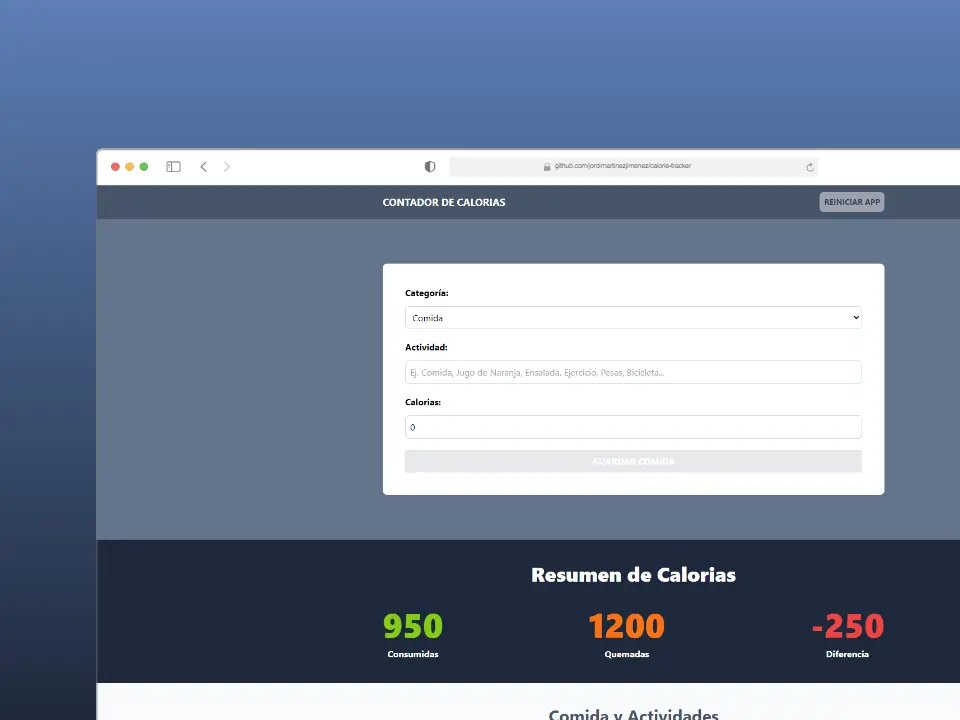 github.com/jordimartinezjimenez/calorie-tracker
CONTADOR DE CALORIAS
REINICIAR APP
Categoría:
Comida
Actividad:
Ej. Comida, Jugo de Naranja, Ensalada, Ejercicio, Pesas, Bicicleta...
Calorias:
0
GUARDAR COMIDA
Resumen de Calorias
950 1200 -250
Consumidas Quemadas Diferencia
Comida y Actividades